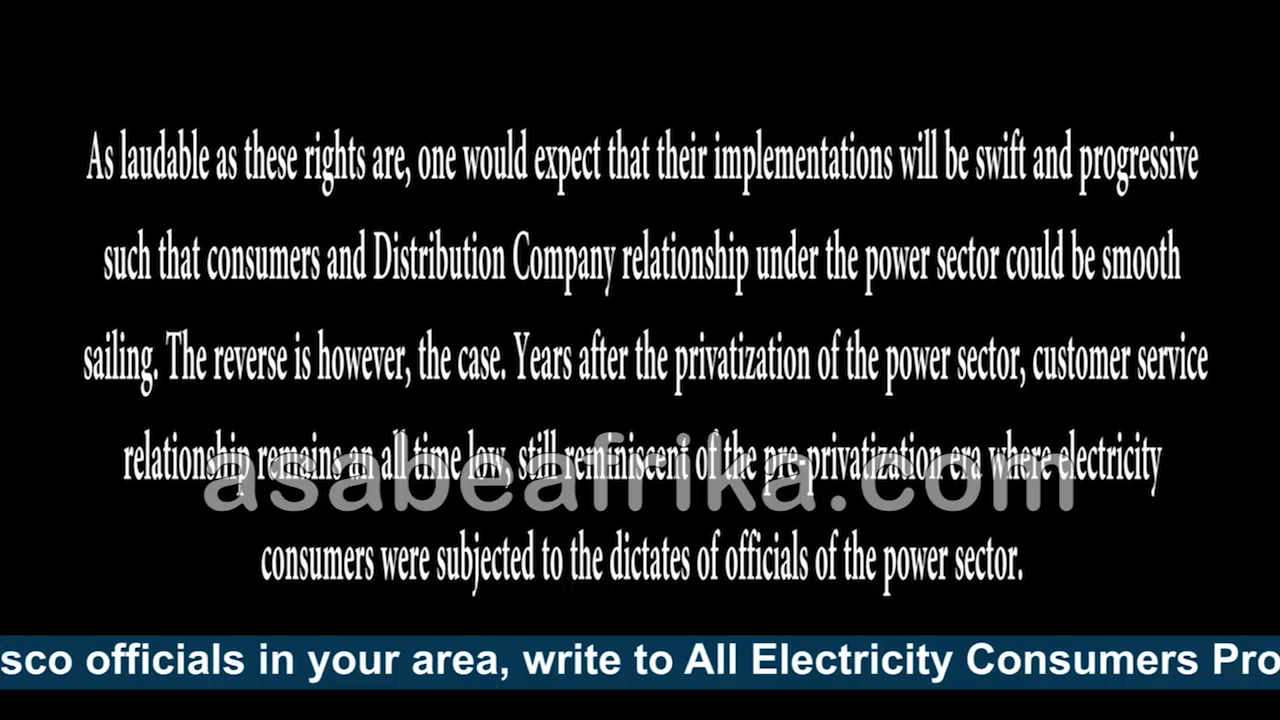 As laudable as these rights are, one would expect that their implementations will be swift and progressive
such that consumers and Distribution Company relationship under the power sector could be smooth
sailing. The reverse is however, the case. Years after the privatization of the power sector, customer service
relationship remains an all time low, still reminiscent of the pre-privatization era where electricity
asabeafrika.com
consumers were subjected to the dictates of officials of the power sector.
sco officials in your area, write to All Electricity Consumers Pro